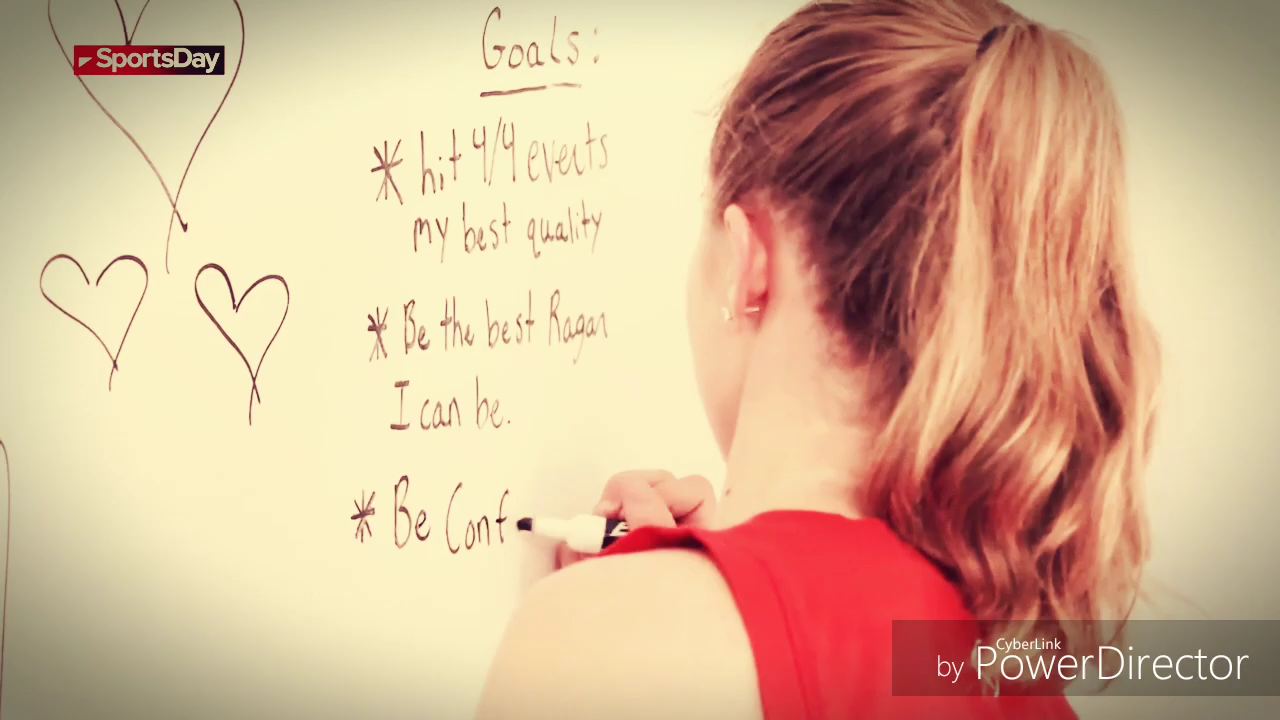 SportsDay
Goals:
* hit 4/4 events
my best quality
* Be the best Ragan
I can be.
* Be Conf
CyberLink
by PowerDirector